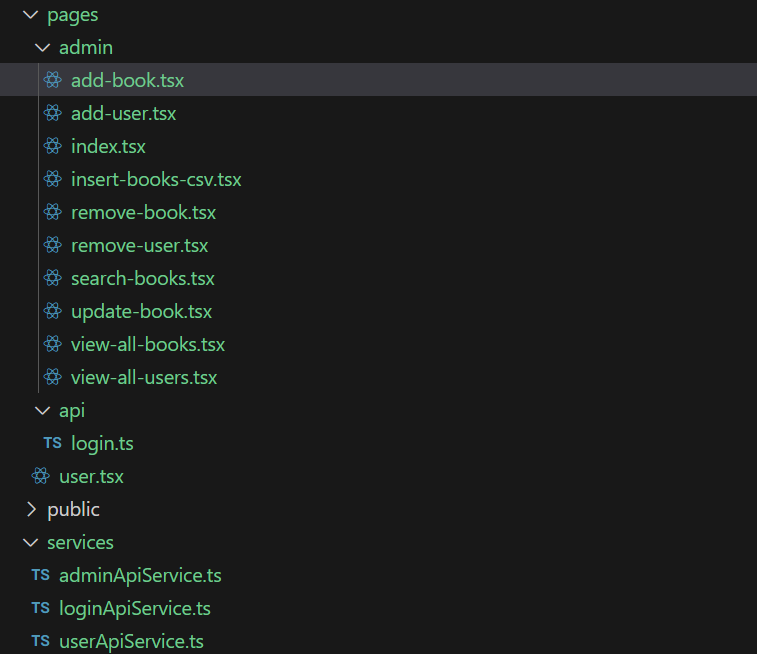 pages
admin
add-book.tsx
add-user.tsx
index.tsx
insert-books-csv.tsx
remove-book.tsx
remove-user.tsx
search-books.tsx
update-book.tsx
view-all-books.tsx
view-all-users.tsx
api
TS login.ts
user.tsx
public
services
TS adminApiService.ts
TS loginApiService.ts
TS userApiService.ts